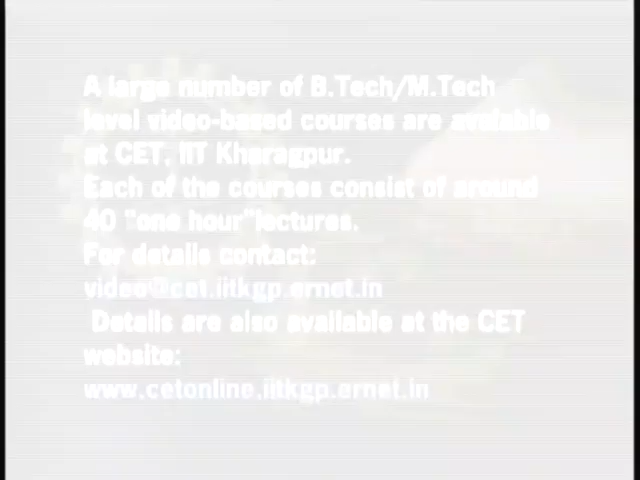 A large number of B.Tech/M.Tech
level video-based courses are available
at CET, IIT Kharagpur.
Each of the courses consist of around
40 "one hour"lectures.
For details contact:
video@cet.iitkgp.ernet.in
Details are also available at the CET
website:
www.cetonline.iitkgp.ernet.in